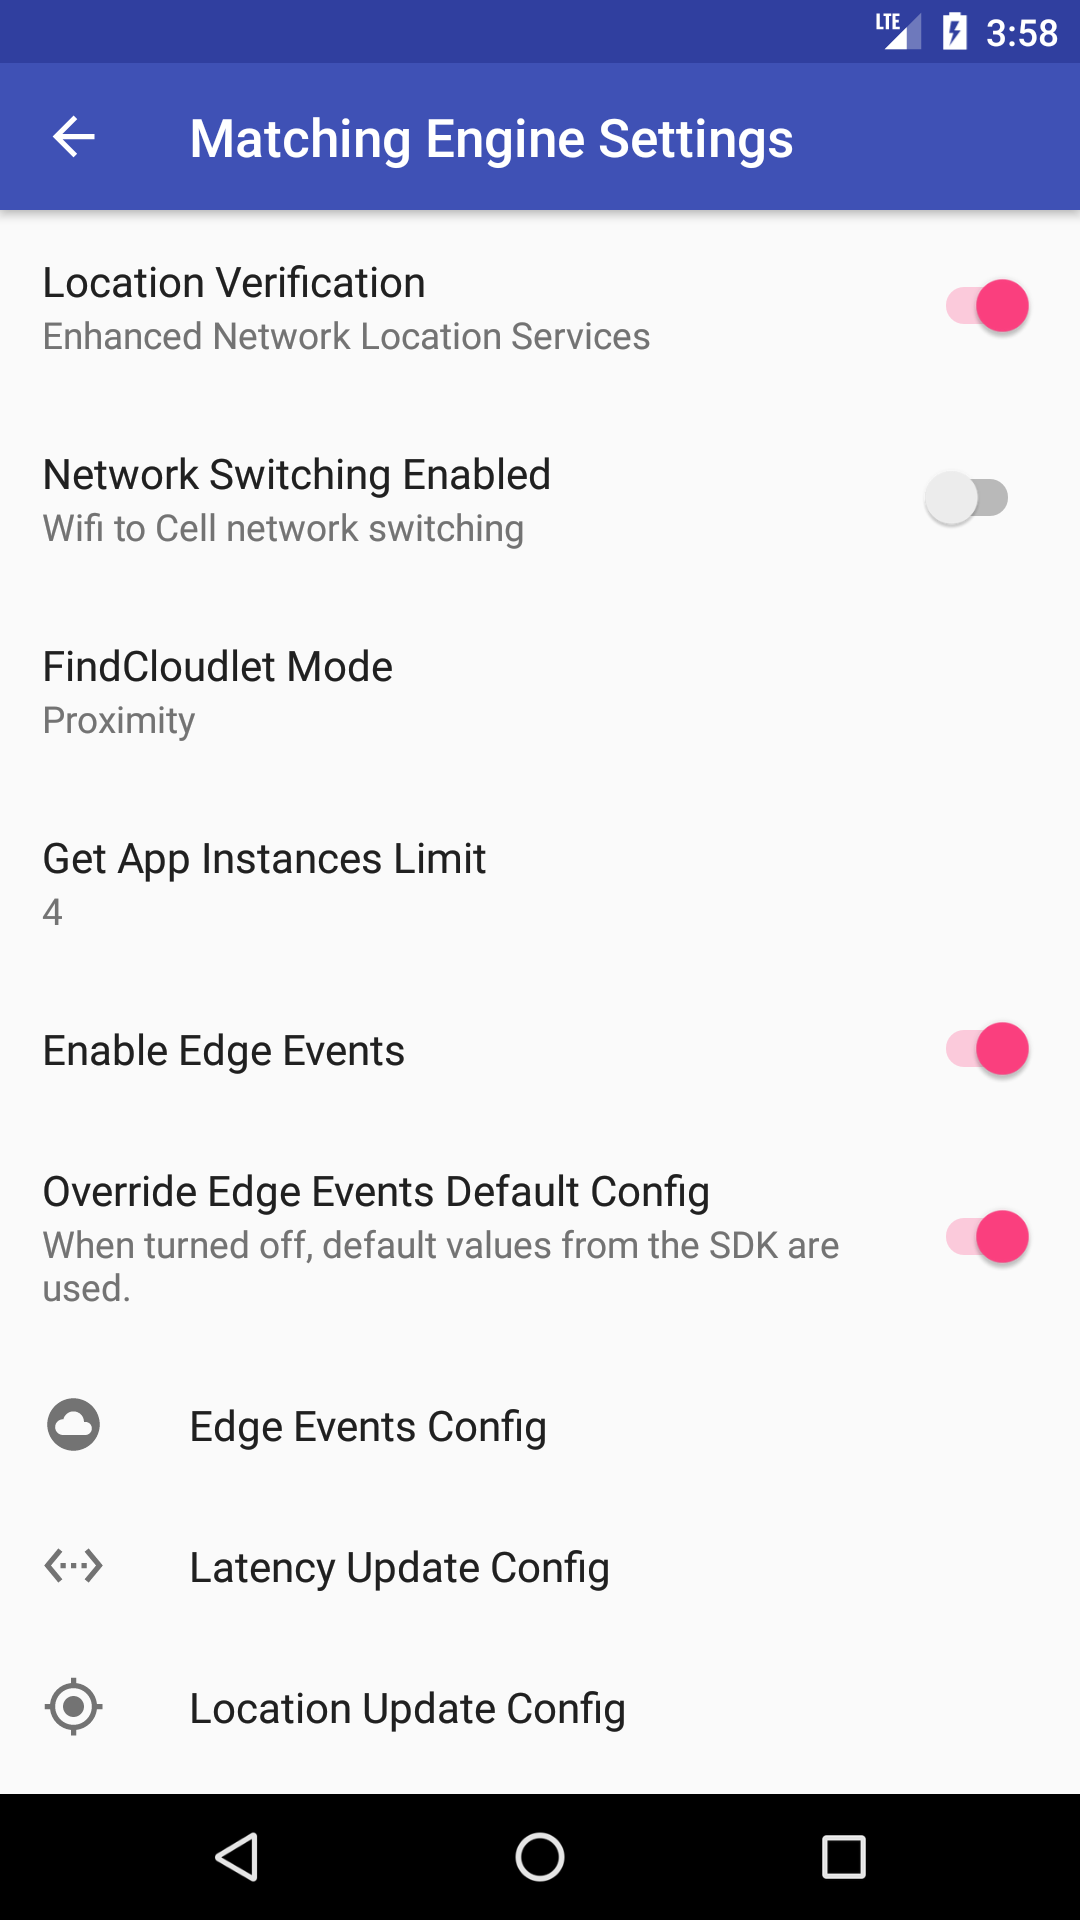 LTE 3:58
Matching Engine Settings
Location Verification
Enhanced Network Location Services
Network Switching Enabled
Wifi to Cell network switching
FindCloudlet Mode
Proximity
Get App Instances Limit
4
Enable Edge Events
Override Edge Events Default Config
When turned off, default values from the SDK are
used.
Edge Events Config
Latency Update Config
Location Update Config